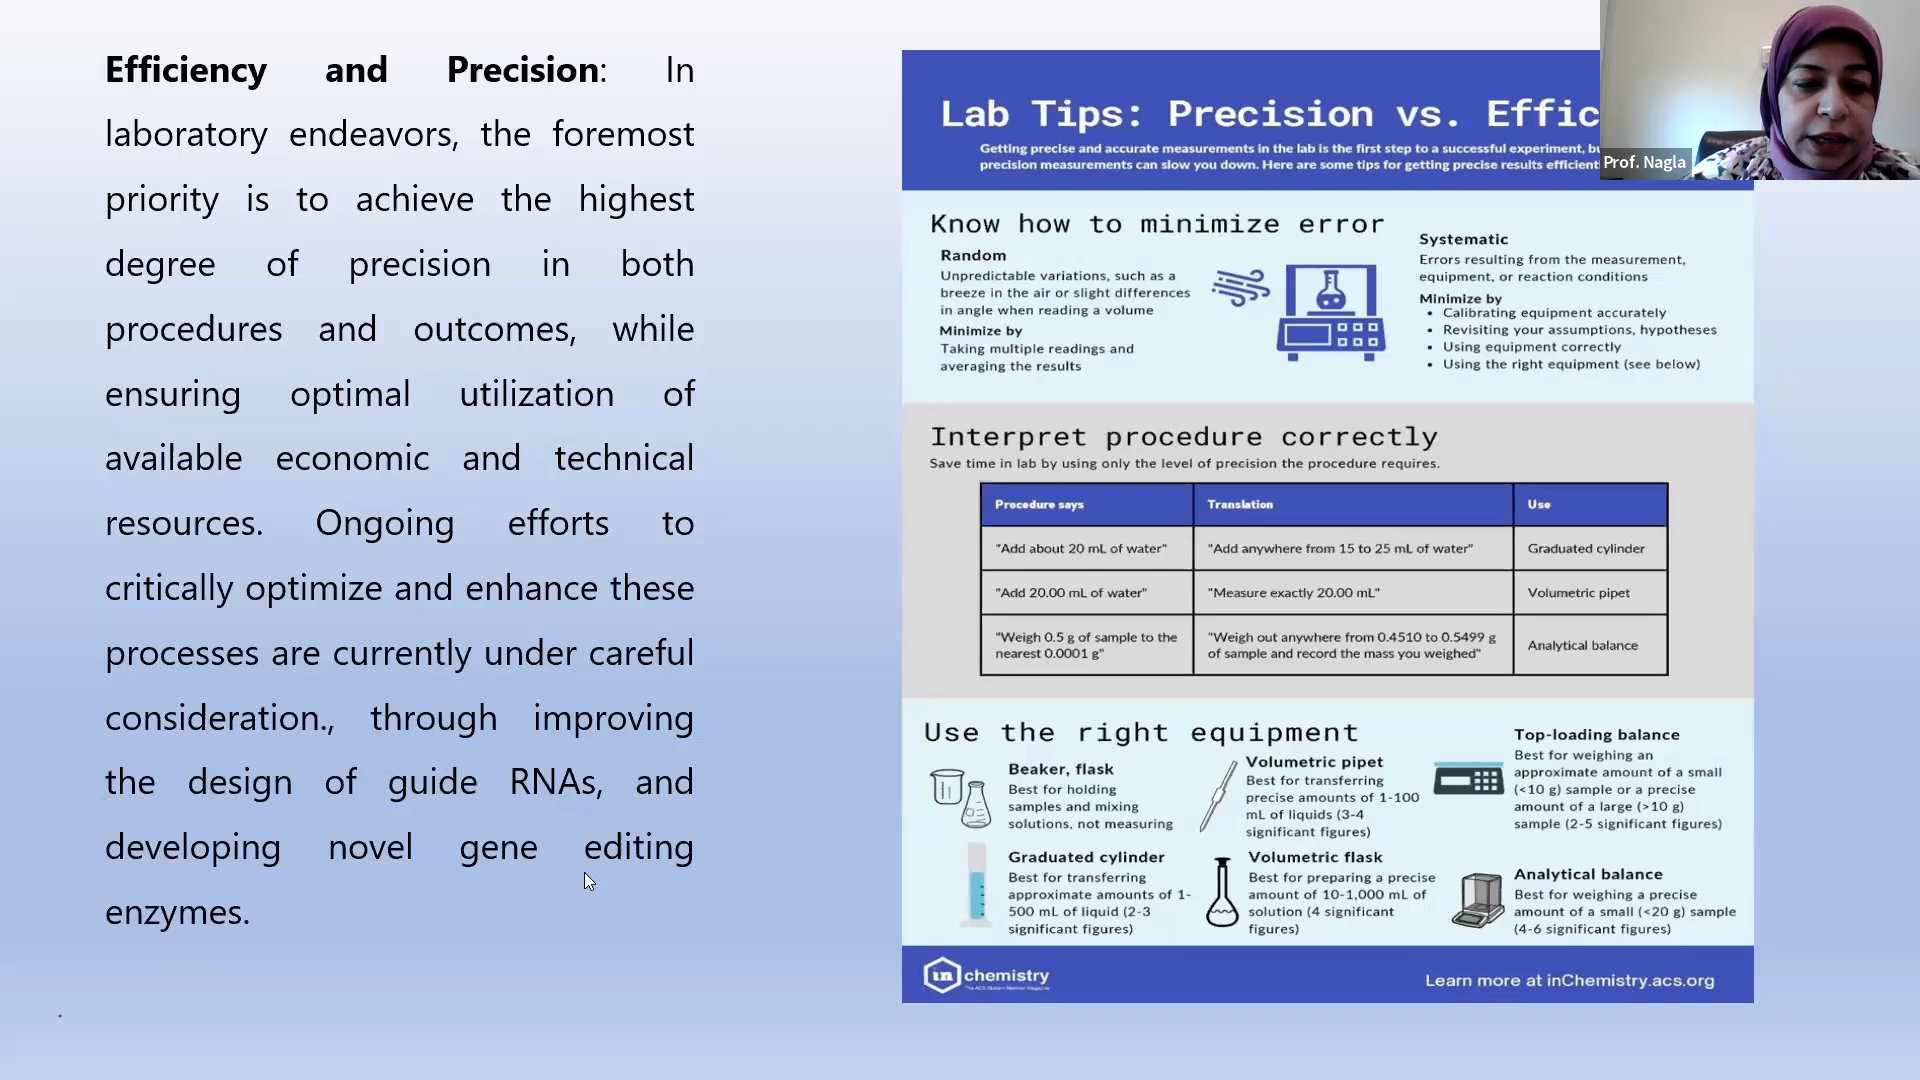 Efficiency and Precision: In
laboratory endeavors, the foremost
priority is to achieve the highest
degree of precision in both
procedures and outcomes, while
ensuring optimal utilization of
available economic and technical
resources. Ongoing efforts to
critically optimize and enhance these
processes are currently under careful
consideration., through improving
the design of guide RNAs, and
developing novel gene editing
enzymes.
.
Lab Tips: Precision vs. Effic
Getting precise and accurate measurements in the lab is the first step to a successful experiment,
precision measurements can slow you down. Here are some tips for getting precise results
Prof. Nagla
Know how to minimize error
Random
Unpredictable variations, such as a
breeze in the air or slight differences
in angle when reading a volume
Minimize by
Taking multiple readings and
averaging the results
Systematic
Errors resulting from the measurement,
equipment, or reaction conditions
Minimize by
• Calibrating equipment accurately
• Revisiting your assumptions, hypotheses
• Using equipment correctly
• Using the right equipment (see below)
Interpret procedure correctly
Save time in lab by using only the level of precision the procedure requires.
Procedure says Translation Use
"Add about 20 mL of water" "Add anywhere from 15 to 25 mL of water" Graduated cylinder
"Add 20.00 mL of water" "Measure exactly 20.00 mL" Volumetric pipet
"Weigh 0.5 g of sample to the
nearest 0.0001 g"
"Weigh out anywhere from 0.4510 to 0.5499 g
of sample and record the mass you weighed"
Analytical balance
Use the right equipment
Beaker, flask
Best for holding
samples and mixing
solutions, not measuring
Volumetric pipet
Best for transferring
precise amounts of 1-100
mL of liquids (3-4
significant figures)
Top-loading balance
Best for weighing an
approximate amount of a small
(<10 g) sample or a precise
amount of a large (>10 g)
sample (2-5 significant figures)
Graduated cylinder
Best for transferring
approximate amounts of 1-
500 mL of liquid (2-3
significant figures)
Volumetric flask
Best for preparing a precise
amount of 10-1,000 mL of
solution (4 significant
figures)
Analytical balance
Best for weighing a precise
amount of a small (<20 g) sample
(4-6 significant figures)
in chemistry
The ACS Student Member Magazine
Learn more at inChemistry.acs.org